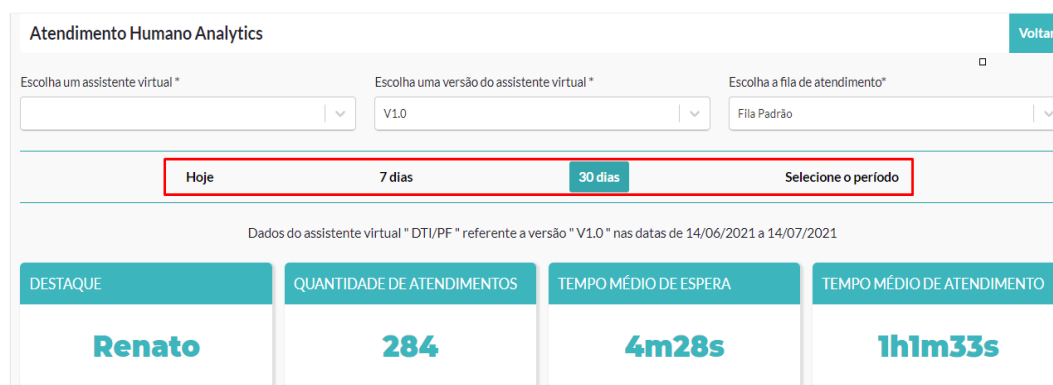 Atendimento Humano Analytics
Voltar
Escolha um assistente virtual *
Escolha uma versão do assistente virtual *
Escolha a fila de atendimento*
V1.0
Fila Padrão
Hoje
7 dias
30 dias
Selecione o período
Dados do assistente virtual " DTI/PF " referente a versão " V1.0 " nas datas de 14/06/2021 a 14/07/2021
DESTAQUE
QUANTIDADE DE ATENDIMENTOS
TEMPO MÉDIO DE ESPERA
TEMPO MÉDIO DE ATENDIMENTO
Renato
284
4m28s
1h1m33s